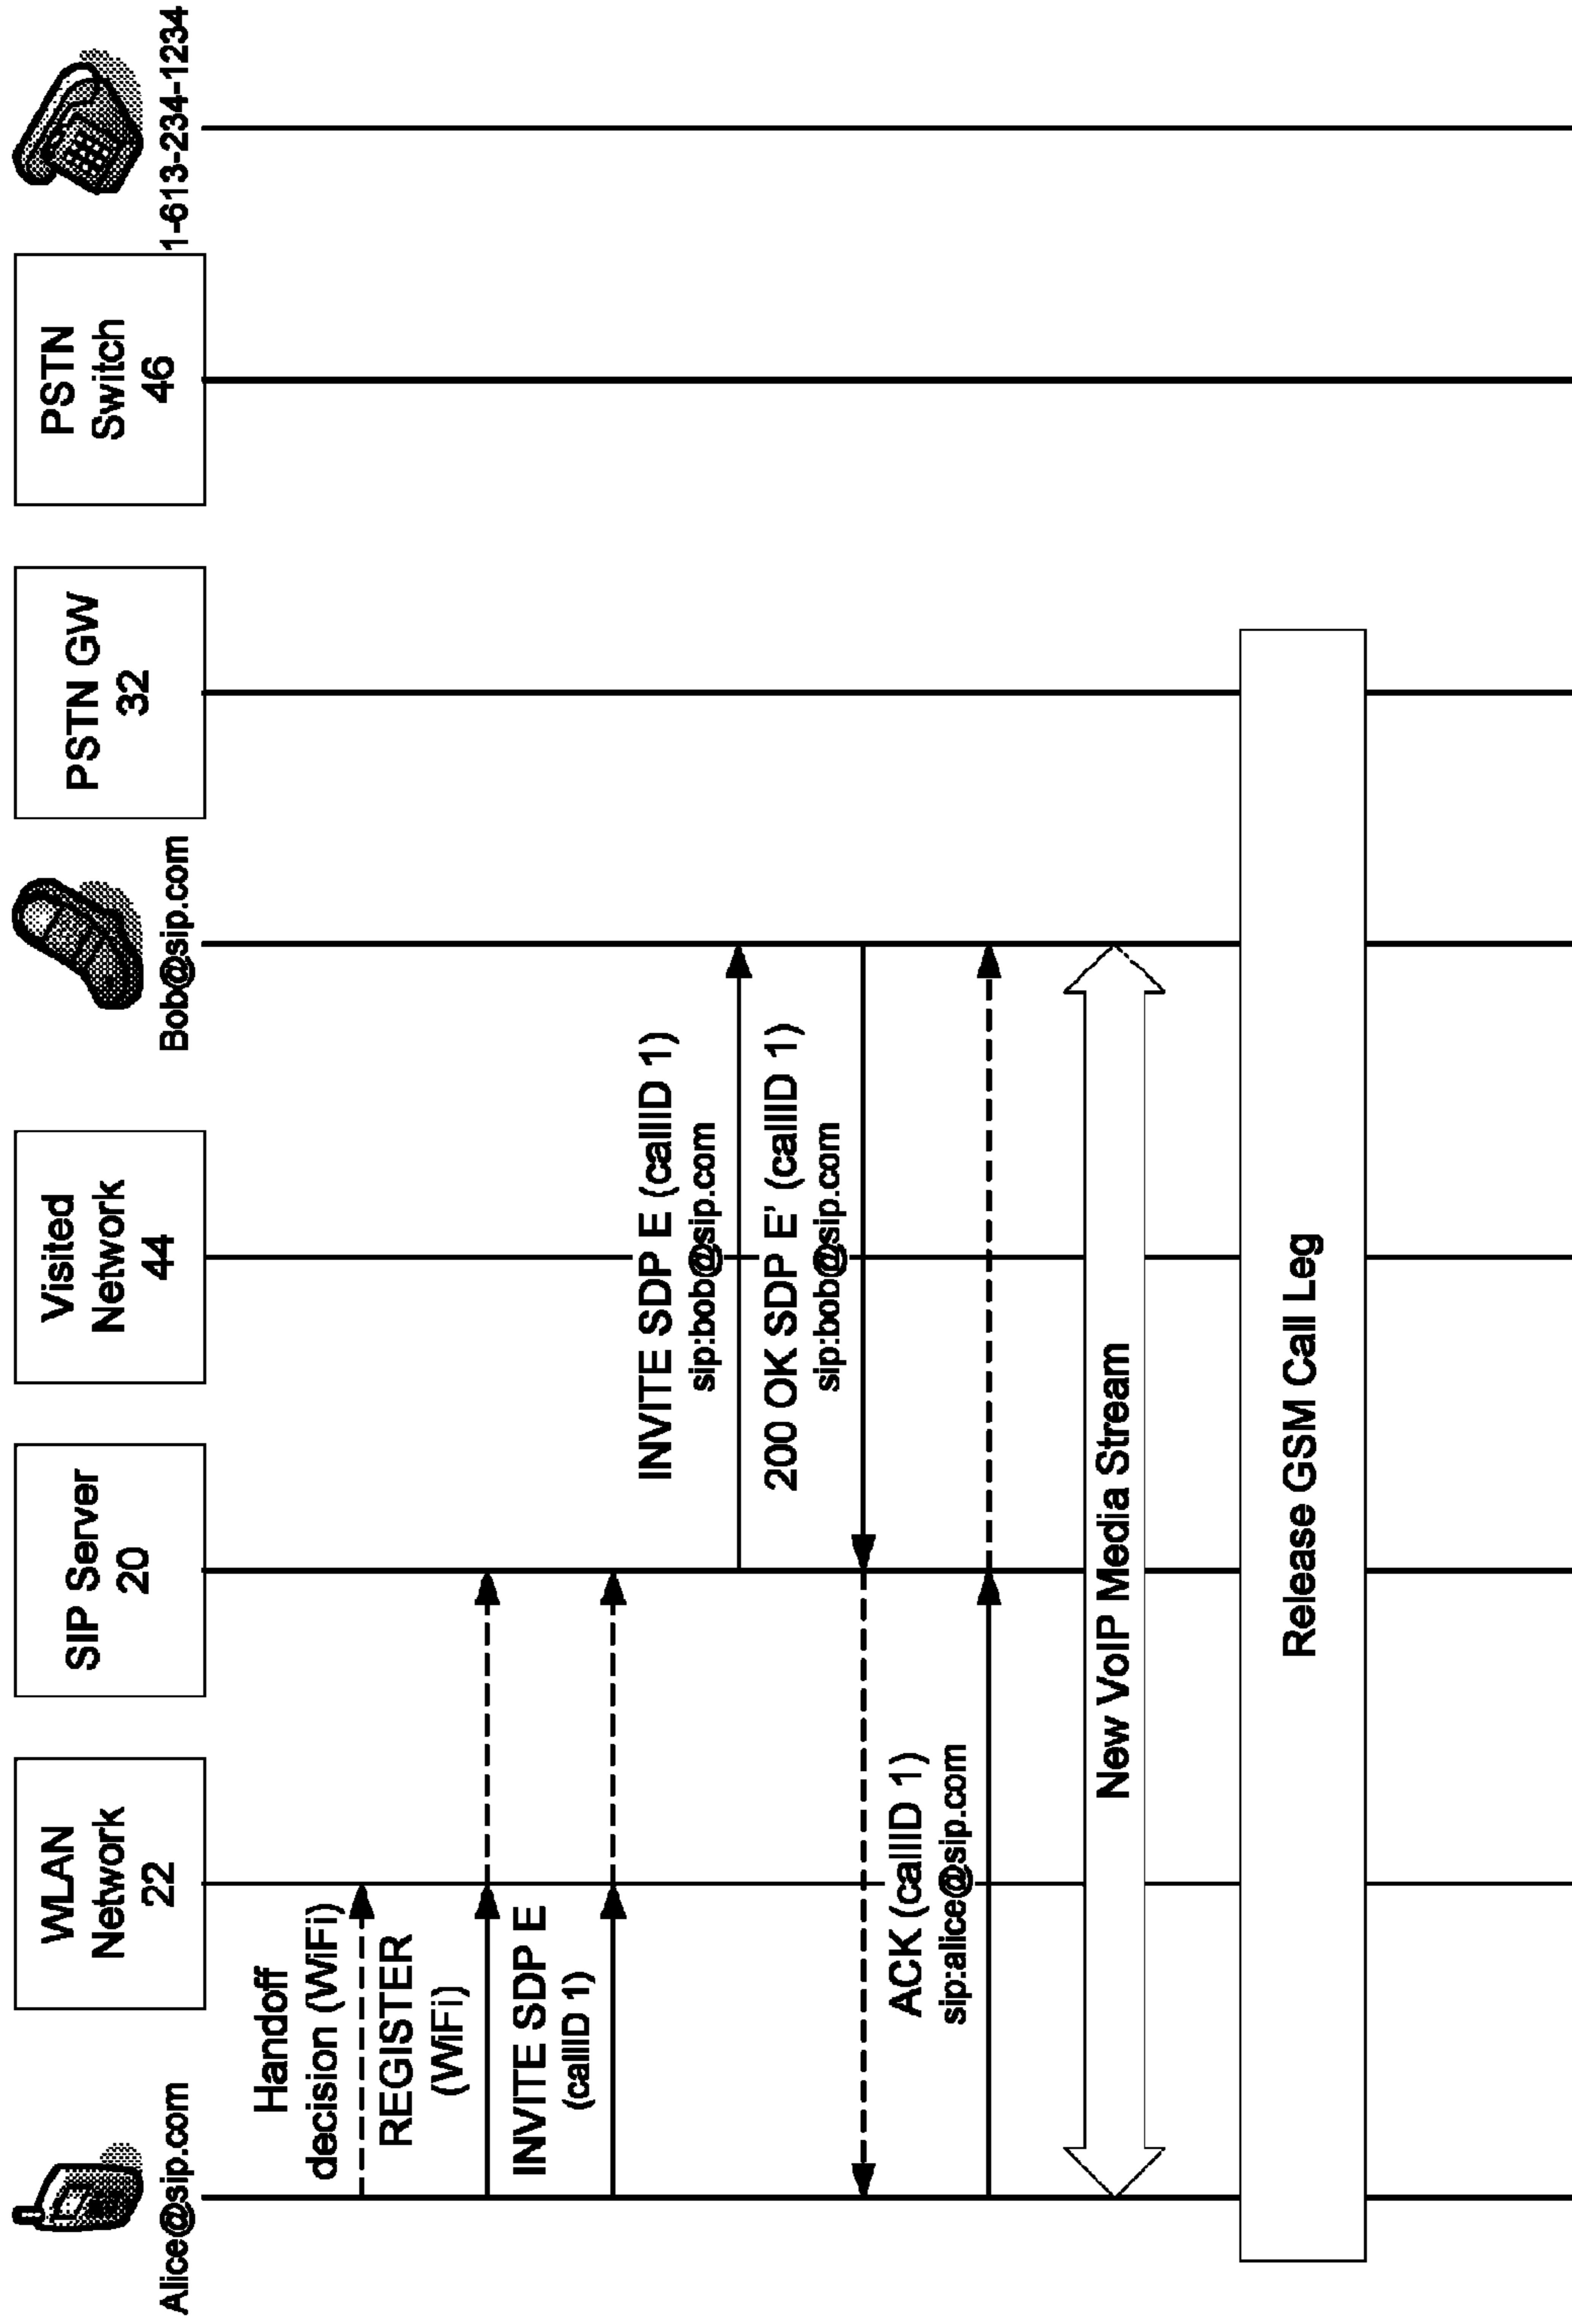 Alice@sip.com
WLAN
Network
22
SIP Server
20
Visited
Network
44
Bob@sip.com
PSTN GW
32
PSTN
Switch
46
1-613-234-1234
Handoff
decision (WiFi)
REGISTER
(WiFi)
INVITE SDP E
(callID 1)
INVITE SDP E (callID 1)
sip:bob@sip.com
200 OK SDP E' (callID 1)
sip:bob@sip.com
ACK (callID 1)
sip:alice@sip.com
New VoIP Media Stream
Release GSM Call Leg